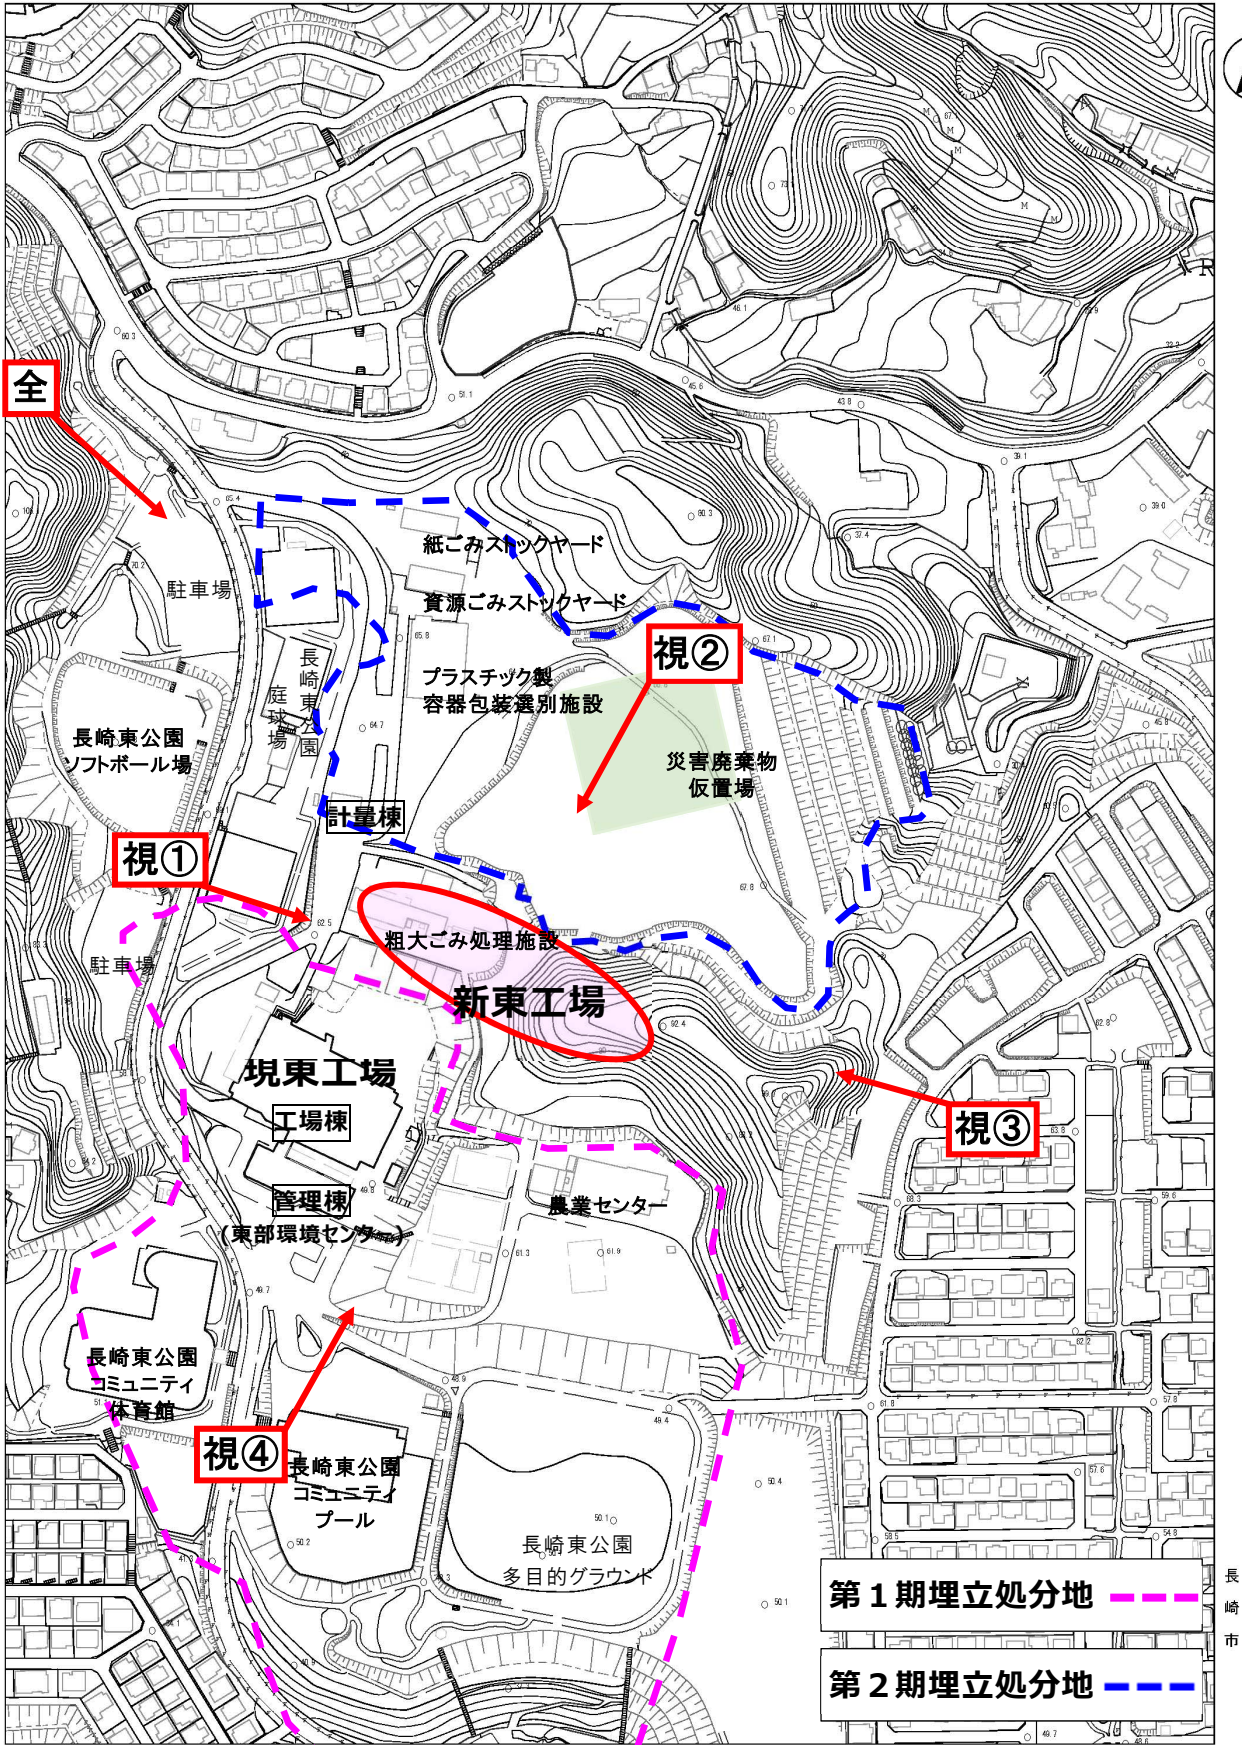 全
紙ごみストックヤード
駐車場
資源ごみストックヤード
視②
長崎東公園
庭球場
プラスチック製
容器包装選別施設
長崎東公園
ソフトボール場
災害廃棄物
仮置場
計量棟
視①
粗大ごみ処理施設
駐車場
新東工場
現東工場
工場棟
視③
管理棟
(東部環境センター)
農業センター
長崎東公園
コミュニティ
体育館
視④
長崎東公園
コミュニティ
プール
長崎東公園
多目的グラウンド
第1期埋立処分地
第2期埋立処分地
長崎市